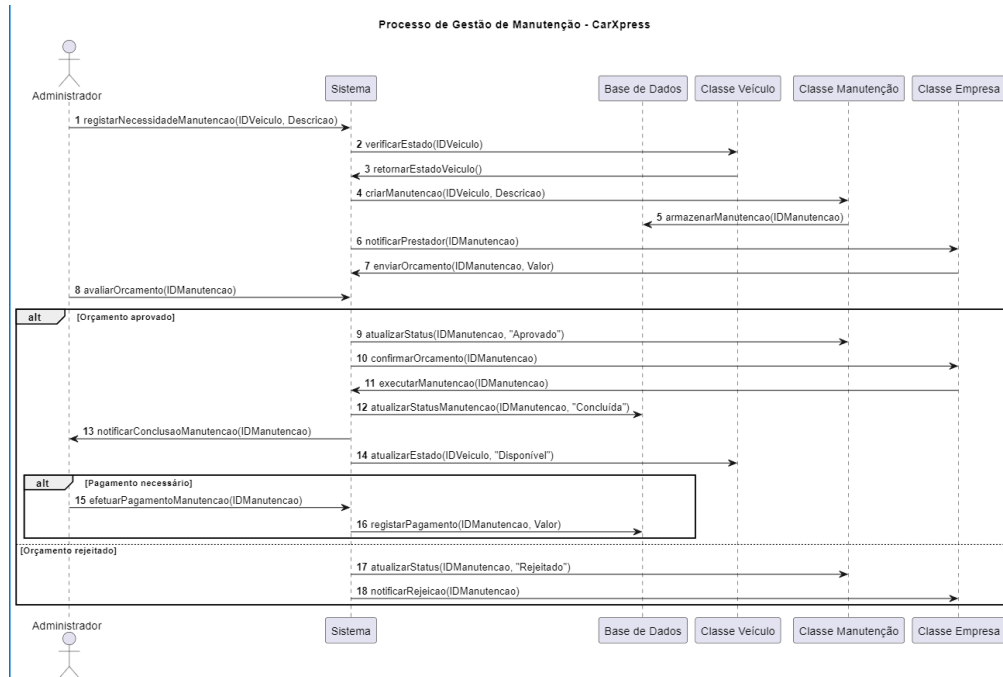 Processo de Gestão de Manutenção - CarXpress
Administrador
Sistema
Base de Dados
Classe Veículo
Classe Manutenção
Classe Empresa
1 registarNecessidadeManutencao(IDVeiculo, Descricao)
2 verificarEstado(IDVeiculo)
3 retornarEstadoVeiculo()
4 criarManutencao(IDVeiculo, Descricao)
5 armazenarManutencao(IDManutencao)
6 notificarPrestador(IDManutencao)
7 enviarOrcamento(IDManutencao, Valor)
8 avaliarOrcamento(IDManutencao)
alt [Orçamento aprovado]
9 atualizarStatus(IDManutencao, "Aprovado")
10 confirmarOrcamento(IDManutencao)
11 executarManutencao(IDManutencao)
12 atualizarStatusManutencao(IDManutencao, "Concluída")
13 notificarConclusaoManutencao(IDManutencao)
14 atualizarEstado(IDVeiculo, "Disponível")
alt [Pagamento necessário]
15 efetuarPagamentoManutencao(IDManutencao)
16 registarPagamento(IDManutencao, Valor)
[Orçamento rejeitado]
17 atualizarStatus(IDManutencao, "Rejeitado")
18 notificarRejeicao(IDManutencao)
Administrador
Sistema
Base de Dados
Classe Veículo
Classe Manutenção
Classe Empresa